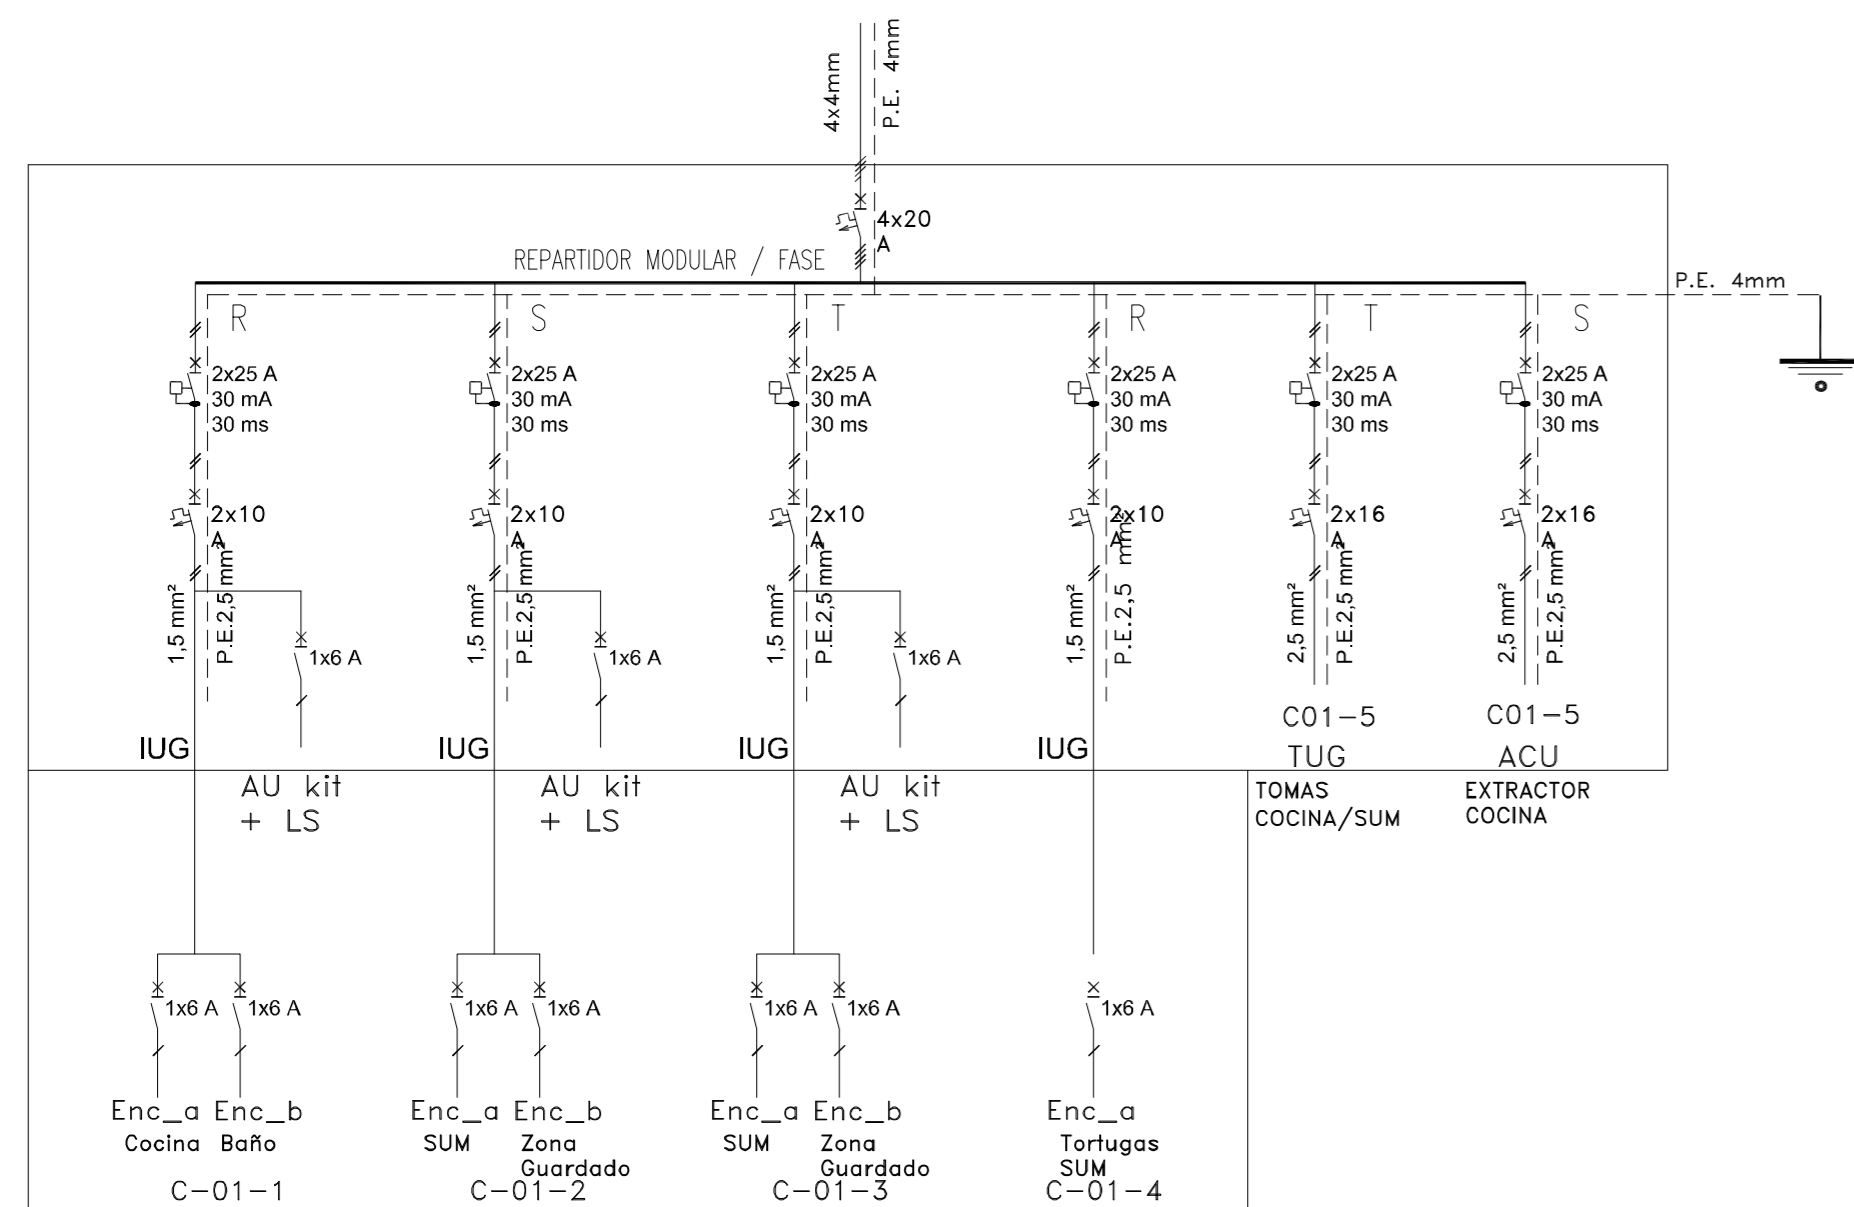 4x4mm
P.E. 4mm
4x20
A
REPARTIDOR MODULAR / FASE
P.E. 4mm
R
S
T
R
T
S
2x25 A
30 mA
30 ms
2x25 A
30 mA
30 ms
2x25 A
30 mA
30 ms
2x25 A
30 mA
30 ms
2x25 A
30 mA
30 ms
2x25 A
30 mA
30 ms
2x10
A
2x10
A
2x10
A
2x10
A
2x16
A
2x16
A
1,5 mm²
P.E.2,5 mm²
1x6 A
1,5 mm²
P.E.2,5 mm²
1x6 A
1,5 mm²
P.E.2,5 mm²
1x6 A
1,5 mm²
P.E.2,5 mm²
2,5 mm²
P.E.2,5 mm²
2,5 mm²
P.E.2,5 mm²
IUG
IUG
IUG
IUG
C01-5
TUG
C01-5
ACU
AU kit
+ LS
AU kit
+ LS
AU kit
+ LS
TOMAS
COCINA/SUM
EXTRACTOR
COCINA
1x6 A
1x6 A
1x6 A
1x6 A
1x6 A
1x6 A
1x6 A
Enc_a
Cocina
Enc_b
Baño
C-01-1
Enc_a
SUM
Enc_b
Zona
Guardado
C-01-2
Enc_a
SUM
Enc_b
Zona
Guardado
C-01-3
Enc_a
Tortugas
SUM
C-01-4